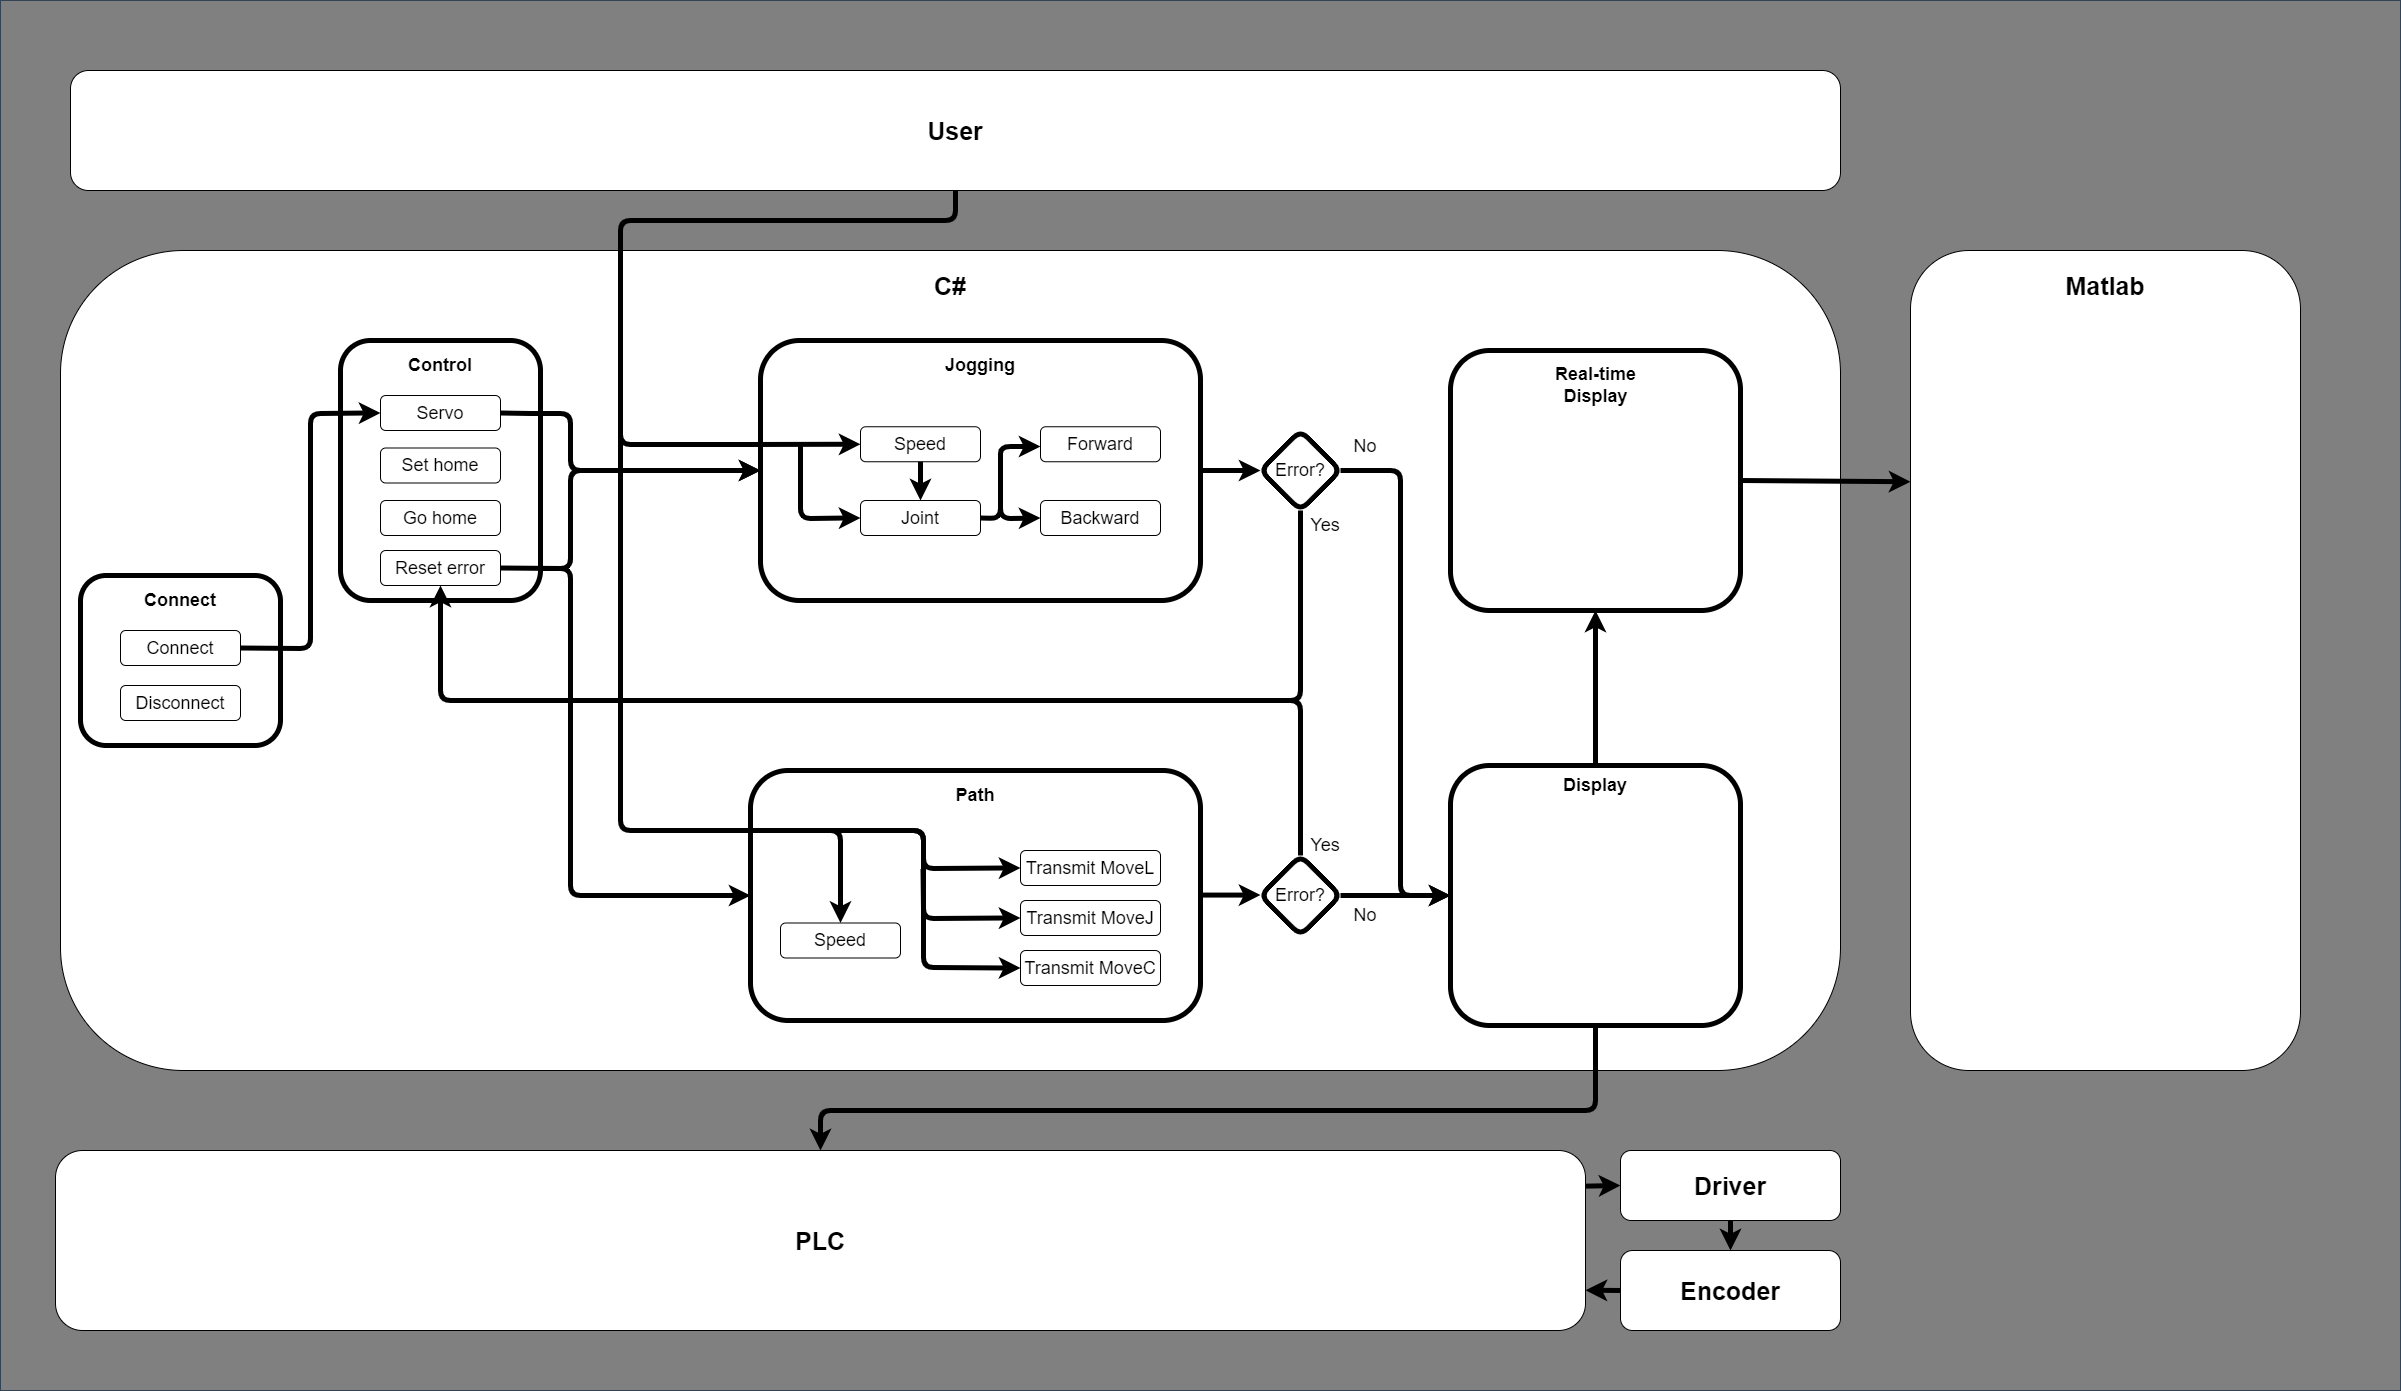 User
C#
Matlab
Control
Servo
Set home
Go home
Reset error
Connect
Connect
Disconnect
Jogging
Speed
Joint
Forward
Backward
Error?
No
Yes
Real-time
Display
Path
Speed
Transmit MoveL
Transmit MoveJ
Transmit MoveC
Yes
Error?
No
Display
PLC
Driver
Encoder